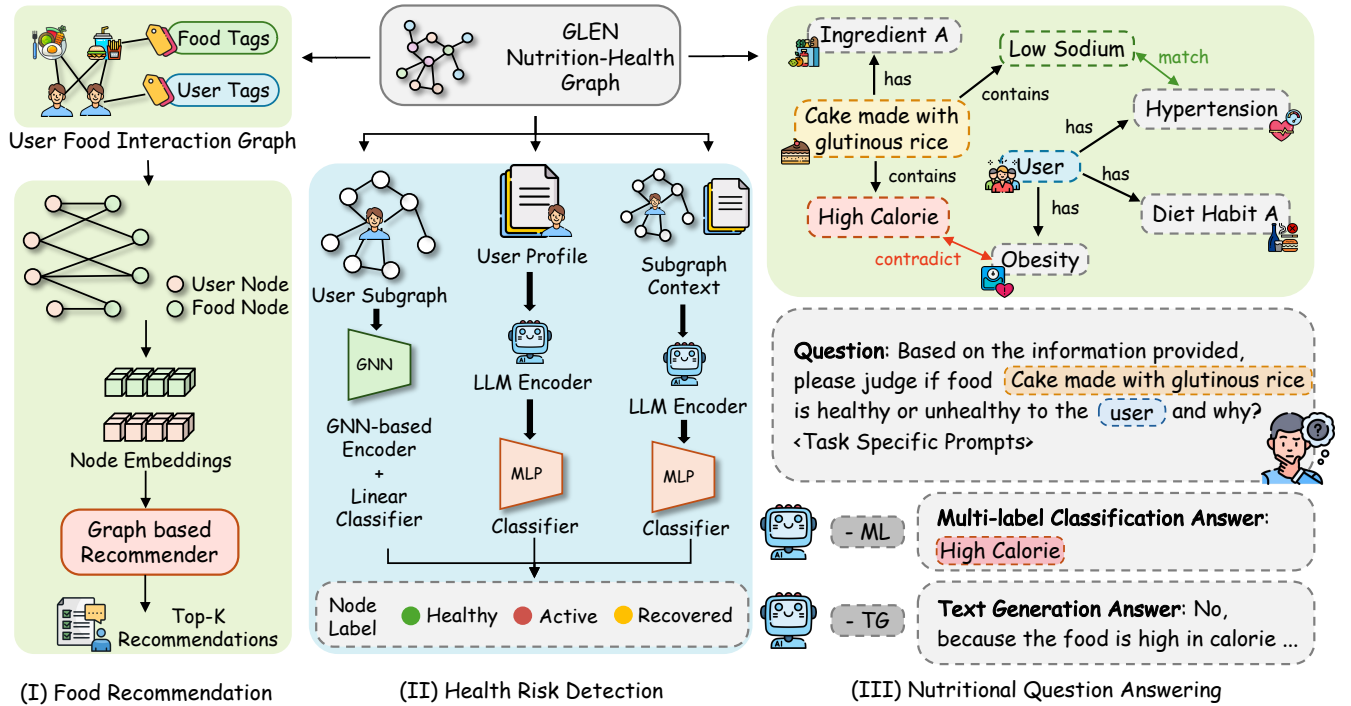 Food Tags
User Tags
User Food Interaction Graph
User Node
Food Node
Node Embeddings
Graph based
Recommender
Top-K
Recommendations
(I) Food Recommendation
GLEN
Nutrition-Health
Graph
User Subgraph
GNN
GNN-based
Encoder
+
Linear
Classifier
User Profile
AI
LLM Encoder
MLP
Classifier
Subgraph
Context
AI
LLM Encoder
MLP
Classifier
Node
Label
Healthy
Active
Recovered
(II) Health Risk Detection
Ingredient A
has
Low Sodium
contains
match
Cake made with
glutinous rice
Hypertension
has
User
has
contains
has
High Calorie
Diet Habit A
contradict
Obesity
Question: Based on the information provided,
please judge if food Cake made with glutinous rice
is healthy or unhealthy to the user and why?
<Task Specific Prompts>
?
AI
- ML
Multi-label Classification Answer:
High Calorie
AI
- TG
Text Generation Answer: No,
because the food is high in calorie ...
(III) Nutritional Question Answering